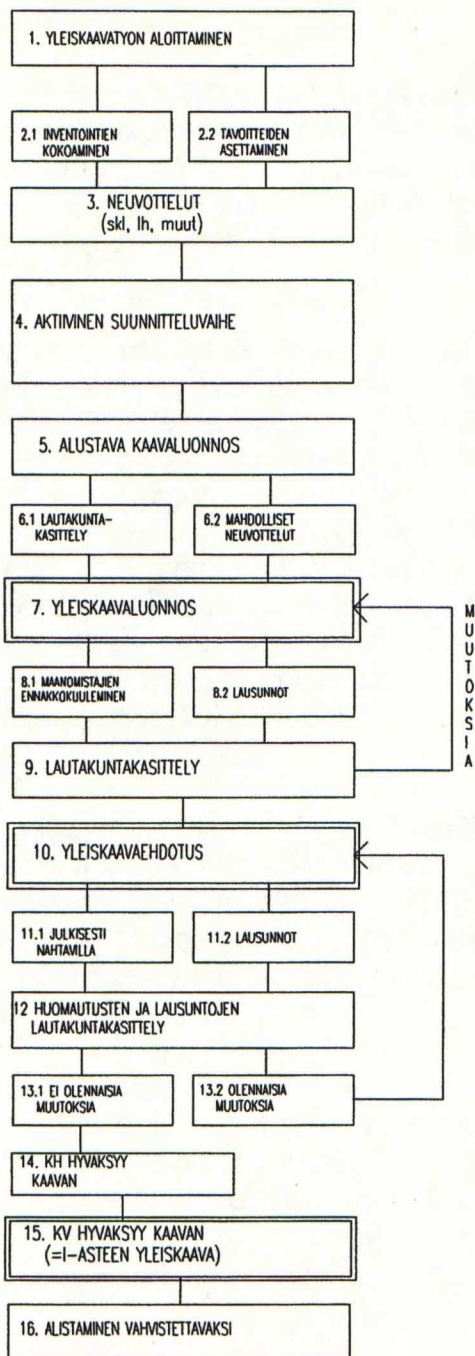 1. YLEISKAAVATYON ALOITTAMINEN
2.1 INVENTOINTIEN
KOKOAMINEN
2.2 TAVOITTEIDEN
ASETTAMINEN
3. NEUVOTTELUT
(skl, lh, muut)
4. AKTIIVINEN SUUNNITTELUVAIHE
5. ALUSTAVA KAAVALUONNOS
6.1 LAUTAKUNTA-
KASITTELY
6.2 MAHDOLLISET
NEUVOTTELUT
7. YLEISKAAVALUONNOS
MUUTOKSIA
8.1 MAANOMISTAJIEN
ENNAKKOKUULEMINEN
8.2 LAUSUNNOT
9. LAUTAKUNTAKASITTELY
10. YLEISKAAVAEHDOTUS
11.1 JULKISESTI
NAHTAVILLA
11.2 LAUSUNNOT
12 HUOMAUTUSTEN JA LAUSUNTOJEN
LAUTAKUNTAKASITTELY
13.1 EI OLENNAISIA
MUUTOKSIA
13.2 OLENNAISIA
MUUTOKSIA
14. KH HYVAKSYY
KAAVAN
15. KV HYVAKSYY KAAVAN
(=I-ASTEEN YLEISKAAVA)
16. ALISTAMINEN VAHVISTETTAVAKSI